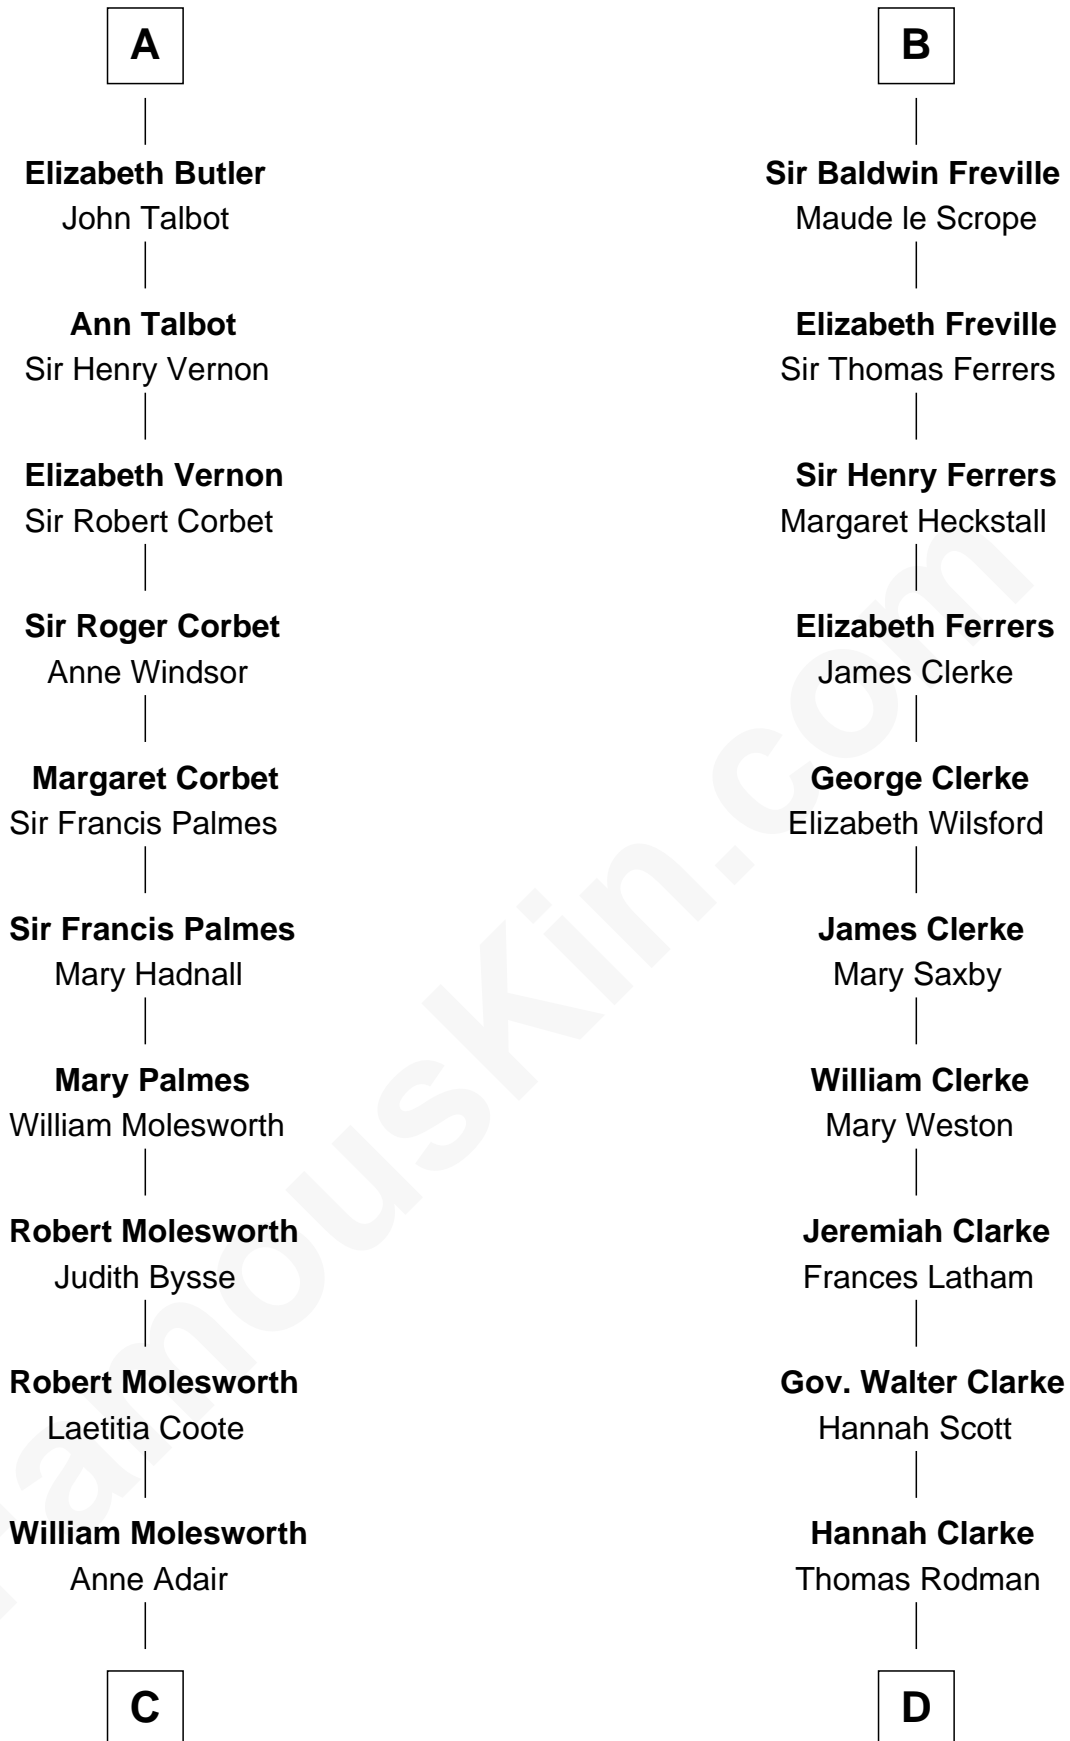 A
Elizabeth Butler
John Talbot
Ann Talbot
Sir Henry Vernon
Elizabeth Vernon
Sir Robert Corbet
Sir Roger Corbet
Anne Windsor
Margaret Corbet
Sir Francis Palmes
Sir Francis Palmes
Mary Hadnall
Mary Palmes
William Molesworth
Robert Molesworth
Judith Bysse
Robert Molesworth
Laetitia Coote
William Molesworth
Anne Adair
C
B
Sir Baldwin Freville
Maude le Scrope
Elizabeth Freville
Sir Thomas Ferrers
Sir Henry Ferrers
Margaret Heckstall
Elizabeth Ferrers
James Clerke
George Clerke
Elizabeth Wilsford
James Clerke
Mary Saxby
William Clerke
Mary Weston
Jeremiah Clarke
Frances Latham
Gov. Walter Clarke
Hannah Scott
Hannah Clarke
Thomas Rodman
D
FamousKin.com